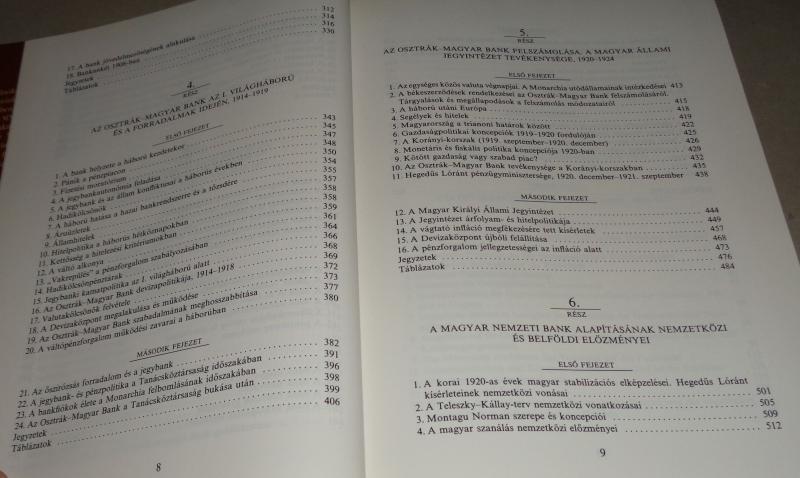 312
314
17. A bank jövedelmezőségének alakulása 316
18. Bankankét 1908-ban 330
Jegyzetek
Táblázatok
4.
RÉSZ
AZ OSZTRÁK–MAGYAR BANK AZ I. VILÁGHÁBORÚ
ÉS A FORRADALMAK IDEJÉN, 1914–1919
ELSŐ FEJEZET
1. A bank helyzete a háború kezdetekor 343
2. Pánik a pénzpiacon 345
3. Fizetési moratórium 347
4. A jegybankautonómia feladása 348
5. A jegybank és az állam konfliktusai a háborús években 350
6. Hadikölcsönök 354
7. A háború hatása a hazai bankrendszerre és a tőzsdére 355
8. Áruüzletek 357
9. Államhitelek 358
10. Hitelpolitika a háborús hétköznapokban 358
11. Kettősség a hitelezési kritériumokban 359
12. A váltó alkonya 361
13. „Vakrepülés” a pénzforgalom szabályozásában 364
14. Hadikölcsönpénztárak 366
15. Jegybanki kamatpolitika az I. világháború alatt 368
16. Az Osztrák–Magyar Bank devizapolitikája, 1914–1918 369
17. Valutakölcsönök felvétele 372
18. A Devizaközpont megalakulása és működése 373
19. Az Osztrák–Magyar Bank szabadalmának meghosszabbítása 377
20. A váltópénzforgalom működési zavarai a háborúban 380
MÁSODIK FEJEZET
21. Az őszirózsás forradalom és a jegybank 382
22. A jegybank- és pénzpolitika a Tanácsköztársaság időszakában 391
23. A bankfiókok élete a Monarchia felbomlásának időszakában 396
24. Az Osztrák–Magyar Bank a Tanácsköztársaság bukása után 398
Jegyzetek 399
Táblázatok 406
8
5.
RÉSZ
AZ OSZTRÁK–MAGYAR BANK FELSZÁMOLÁSA. A MAGYAR ÁLLAMI
JEGYINTÉZET TEVÉKENYSÉGE, 1920–1924
ELSŐ FEJEZET
1. Az egységes közös valuta végnapjai. A Monarchia utódállamainak intézkedései 413
2. A békeszerződések rendelkezései az Osztrák–Magyar Bank felszámolásáról.
Tárgyalások és megállapodások a felszámolás módozatairól 415
3. A háború utáni Európa 418
4. Segélyek és hitelek 419
5. Magyarország a trianoni határok között 422
6. Gazdaságpolitikai koncepciók 1919–1920 fordulóján 425
7. A Korányi-korszak (1919. szeptember–1920. december) 426
8. Monetáris és fiskális politika koncepciója 1920-ban 429
9. Kötött gazdaság vagy szabad piac? 432
10. Az Osztrák–Magyar Bank tevékenysége a Korányi-korszakban 435
11. Hegedűs Lóránt pénzügyminisztersége, 1920. december–1921. szeptember 438
MÁSODIK FEJEZET
12. A Magyar Királyi Állami Jegyintézet 444
13. A Jegyintézet árfolyam- és hitelpolitikája 449
14. A vágtató infláció megfékezésére tett kísérletek 457
15. A Devizaközpont újbóli felállítása 468
16. A pénzforgalom jellegzetességei az infláció alatt 473
Jegyzetek 476
Táblázatok 484
6.
RÉSZ
A MAGYAR NEMZETI BANK ALAPÍTÁSÁNAK NEMZETKÖZI
ÉS BELFÖLDI ELŐZMÉNYEI
ELSŐ FEJEZET
1. A korai 1920-as évek magyar stabilizációs elképzelései. Hegedűs Lóránt
kísérleteinek nemzetközi vonásai 501
2. A Teleszky–Kállay-terv nemzetközi vonatkozásai 505
3. Montagu Norman szerepe és koncepciói 509
4. A magyar szanálás nemzetközi előzményei 512
9